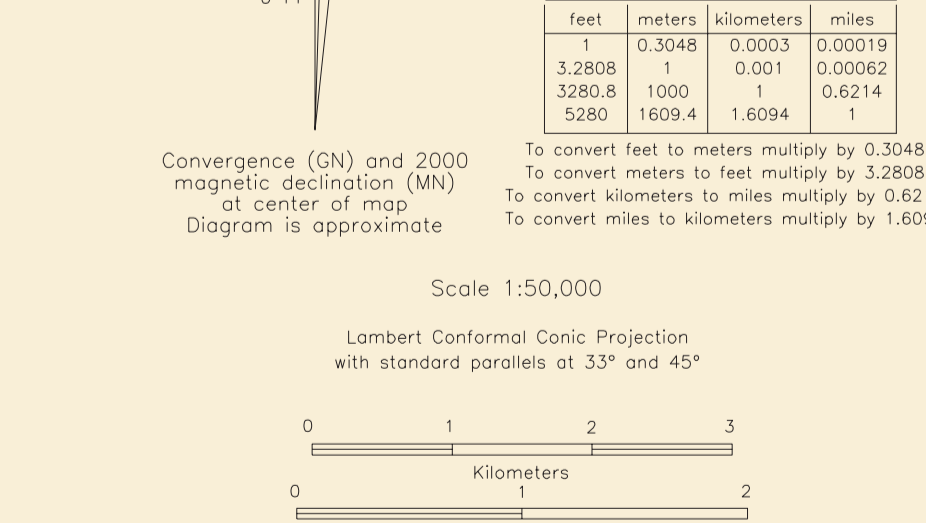 feet meters kilometers miles
1 0.3048 0.0003 0.00019
3.2808 1 0.001 0.00062
3280.8 1000 1 0.6214
5280 1609.4 1.6094 1
To convert feet to meters multiply by 0.3048
To convert meters to feet multiply by 3.2808
To convert kilometers to miles multiply by 0.62
To convert miles to kilometers multiply by 1.609
Convergence (GN) and 2000
magnetic declination (MN)
at center of map
Diagram is approximate
Scale 1:50,000
Lambert Conformal Conic Projection
with standard parallels at 33° and 45°
0 1 2 3
Kilometers
0 1 2